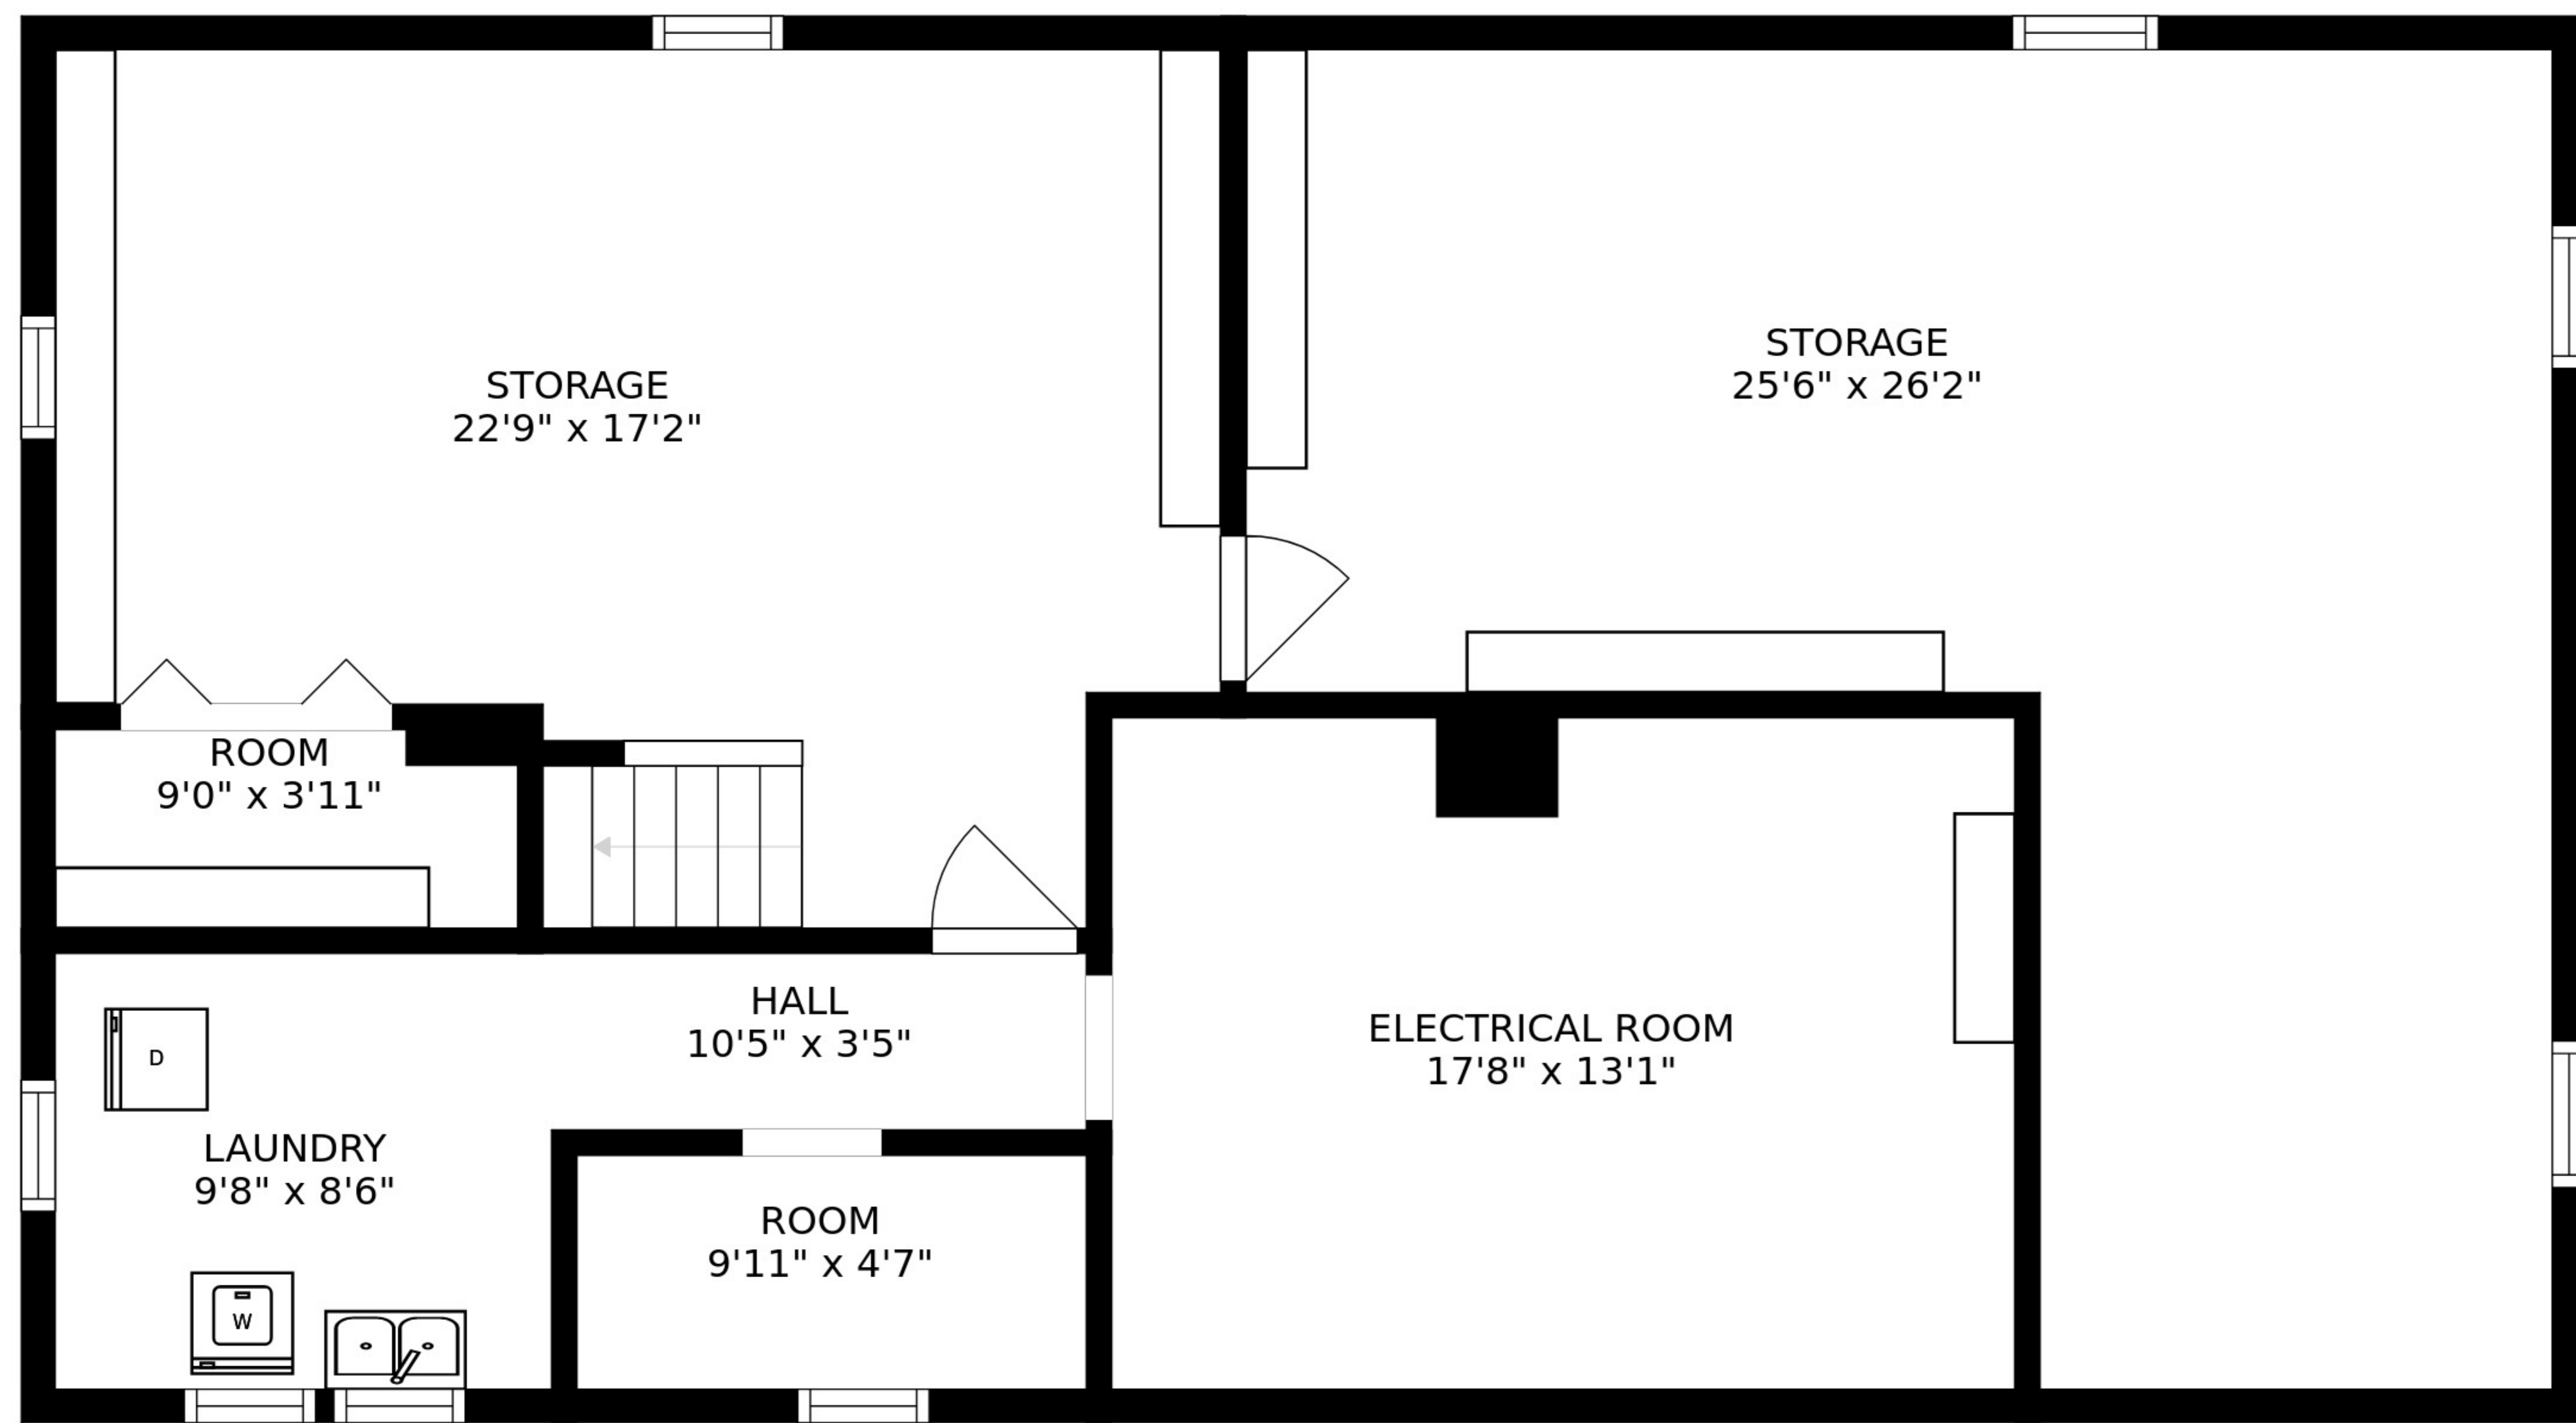 STORAGE
22'9" x 17'2"
STORAGE
25'6" x 26'2"
ROOM
9'0" x 3'11"
HALL
10'5" x 3'5"
ELECTRICAL ROOM
17'8" x 13'1"
D
LAUNDRY
9'8" x 8'6"
ROOM
9'11" x 4'7"
W